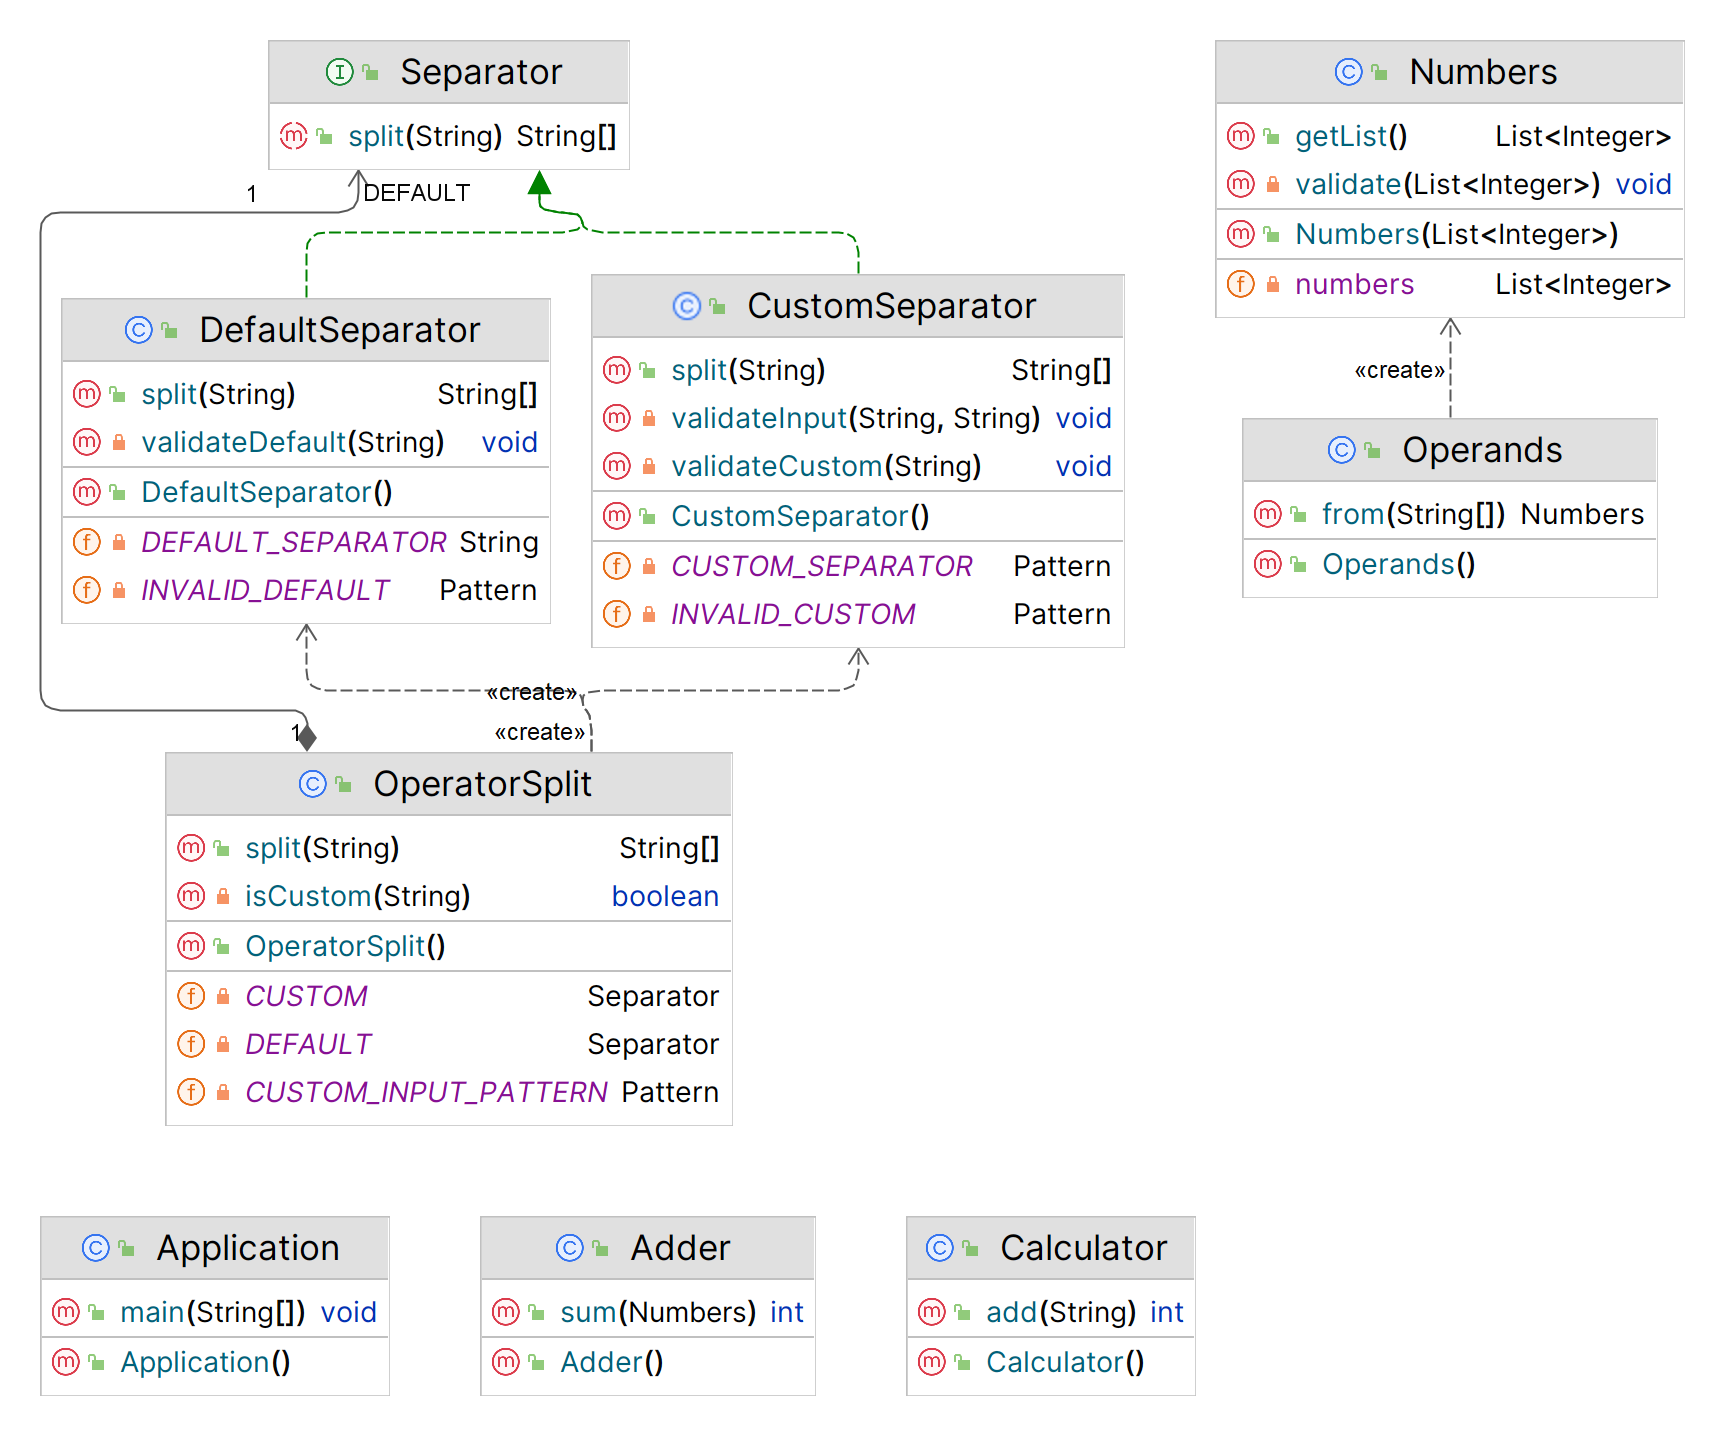 Separator
split(String) String[]
1
DEFAULT
Numbers
getList() List<Integer>
validate(List<Integer>) void
Numbers(List<Integer>)
numbers List<Integer>
DefaultSeparator
split(String) String[]
validateDefault(String) void
DefaultSeparator()
DEFAULT_SEPARATOR String
INVALID_DEFAULT Pattern
CustomSeparator
split(String) String[]
validateInput(String, String) void
validateCustom(String) void
CustomSeparator()
CUSTOM_SEPARATOR Pattern
INVALID_CUSTOM Pattern
«create»
Operands
from(String[]) Numbers
Operands()
«create»
«create»
1
OperatorSplit
split(String) String[]
isCustom(String) boolean
OperatorSplit()
CUSTOM Separator
DEFAULT Separator
CUSTOM_INPUT_PATTERN Pattern
Application
main(String[]) void
Application()
Adder
sum(Numbers) int
Adder()
Calculator
add(String) int
Calculator()